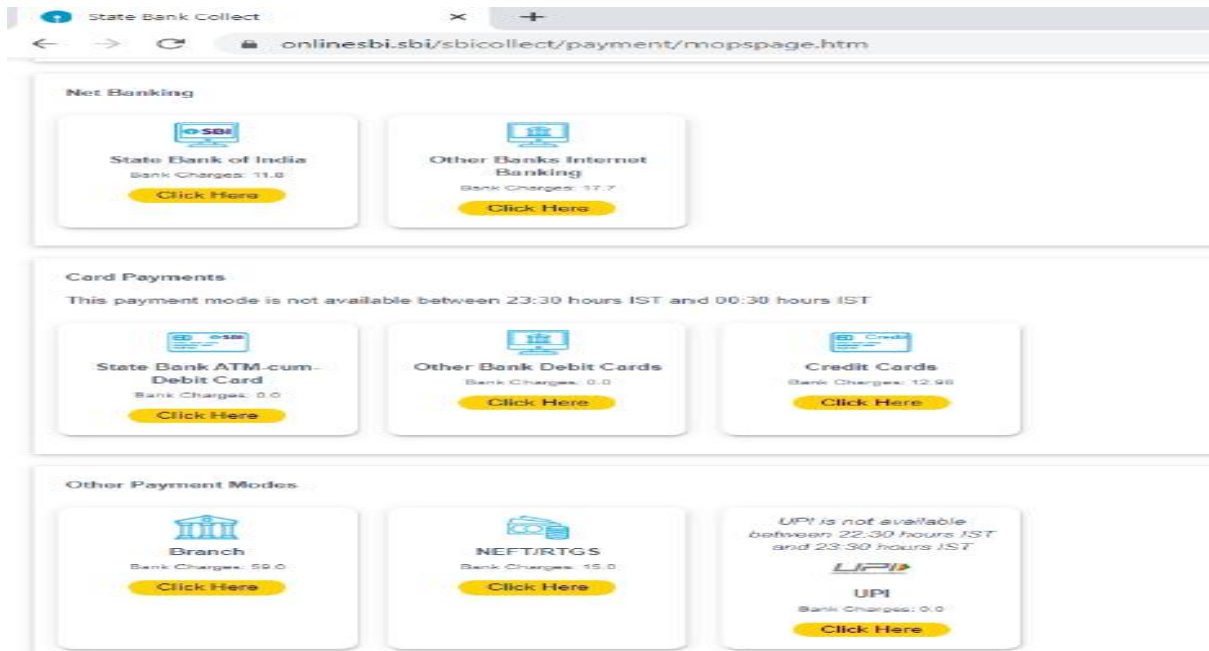 State Bank Collect
onlinesbi.sbi/sbicollect/payment/mopspage.htm
Net Banking
SBI
State Bank of India
Bank Charges: 11.8
Click Here
Other Banks Internet
Banking
Bank Charges: 17.7
Click Here
Card Payments
This payment mode is not available between 23:30 hours IST and 00:30 hours IST
SBI
State Bank ATM-cum-
Debit Card
Bank Charges: 0.0
Click Here
Other Bank Debit Cards
Bank Charges: 0.0
Click Here
Credit
Credit Cards
Bank Charges: 12.98
Click Here
Other Payment Modes
Branch
Bank Charges: 59.0
Click Here
NEFT/RTGS
Bank Charges: 15.0
Click Here
UPI is not available
between 22:30 hours IST
and 23:30 hours IST
UPI
UPI
Bank Charges: 0.0
Click Here